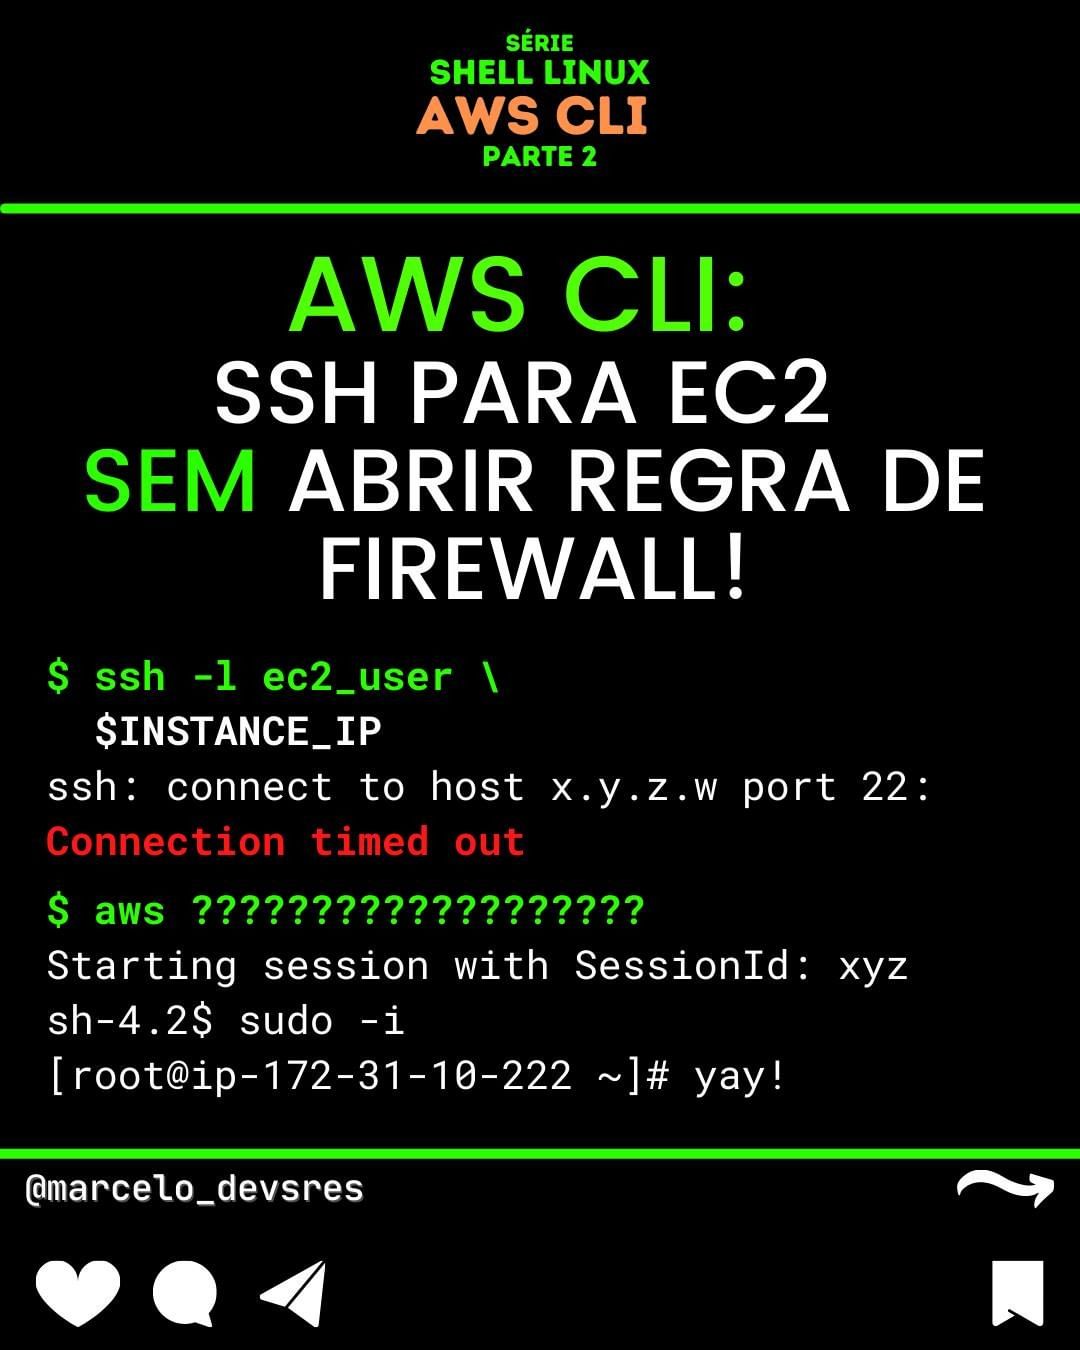 SÉRIE
SHELL LINUX
AWS CLI
PARTE 2
AWS CLI:
SSH PARA EC2
SEM ABRIR REGRA DE
FIREWALL!
$ ssh -l ec2_user \
$INSTANCE_IP
ssh: connect to host x.y.z.w port 22:
Connection timed out
$ aws ???????????????????
Starting session with SessionId: xyz
sh-4.2$ sudo -i
[root@ip-172-31-10-222 ~]# yay!
@marcelo_devsres